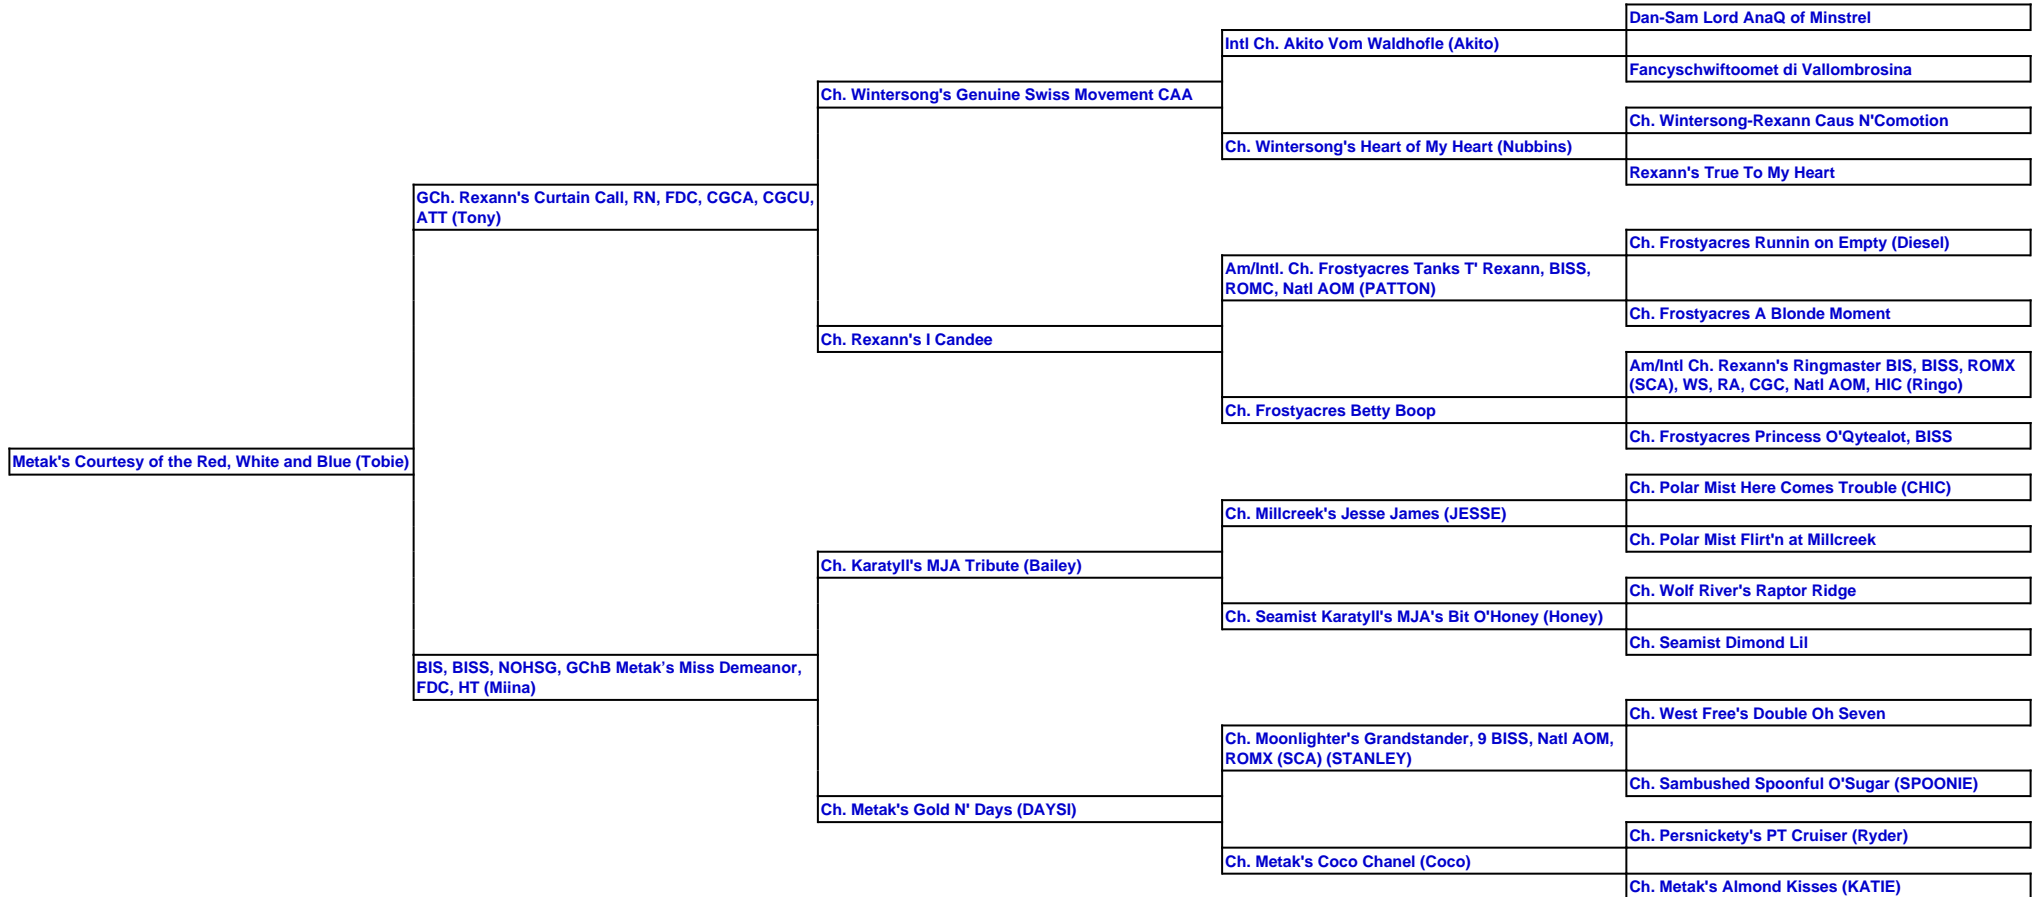 Dan-Sam Lord AnaQ of Minstrel
Intl Ch. Akito Vom Waldhofle (Akito)
Fancyschwiftoomet di Vallombrosina
Ch. Wintersong's Genuine Swiss Movement CAA
Ch. Wintersong-Rexann Caus N'Comotion
Ch. Wintersong's Heart of My Heart (Nubbins)
Rexann's True To My Heart
GCh. Rexann's Curtain Call, RN, FDC, CGCA, CGCU,
ATT (Tony)
Ch. Frostyacres Runnin on Empty (Diesel)
Am/Intl. Ch. Frostyacres Tanks T' Rexann, BISS,
ROMC, Natl AOM (PATTON)
Ch. Frostyacres A Blonde Moment
Ch. Rexann's I Candee
Am/Intl Ch. Rexann's Ringmaster BIS, BISS, ROMX
(SCA), WS, RA, CGC, Natl AOM, HIC (Ringo)
Ch. Frostyacres Betty Boop
Ch. Frostyacres Princess O'Qytealot, BISS
Metak's Courtesy of the Red, White and Blue (Tobie)
Ch. Polar Mist Here Comes Trouble (CHIC)
Ch. Millcreek's Jesse James (JESSE)
Ch. Polar Mist Flirt'n at Millcreek
Ch. Karatyll's MJA Tribute (Bailey)
Ch. Wolf River's Raptor Ridge
Ch. Seamist Karatyll's MJA's Bit O'Honey (Honey)
Ch. Seamist Dimond Lil
BIS, BISS, NOHSG, GChB Metak’s Miss Demeanor,
FDC, HT (Miina)
Ch. West Free's Double Oh Seven
Ch. Moonlighter's Grandstander, 9 BISS, Natl AOM,
ROMX (SCA) (STANLEY)
Ch. Sambushed Spoonful O'Sugar (SPOONIE)
Ch. Metak's Gold N' Days (DAYSI)
Ch. Persnickety's PT Cruiser (Ryder)
Ch. Metak's Coco Chanel (Coco)
Ch. Metak's Almond Kisses (KATIE)